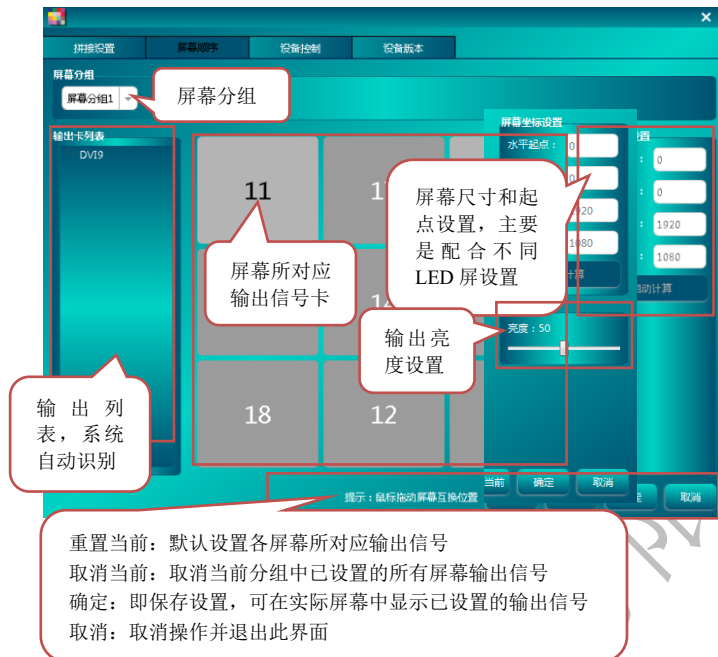 ×
拼接设置 屏幕顺序 设备控制 设备版本
屏幕分组
屏幕分组1
屏幕分组
输出卡列表
DVI9
11
屏幕所对应
输出信号卡
18
12
屏幕坐标设置
水平起点：
0
1920
1080
屏幕尺寸和起
点设置，主要
是配合不同
LED 屏设置
置
: 0
: 0
: 1920
: 1080
自动计算
亮度：50
输出亮
度设置
输出列
表，系统
自动识别
提示：鼠标拖动屏幕互换位置
当前 确定 取消
取消
重置当前：默认设置各屏幕所对应输出信号
取消当前：取消当前分组中已设置的所有屏幕输出信号
确定：即保存设置，可在实际屏幕中显示已设置的输出信号
取消：取消操作并退出此界面